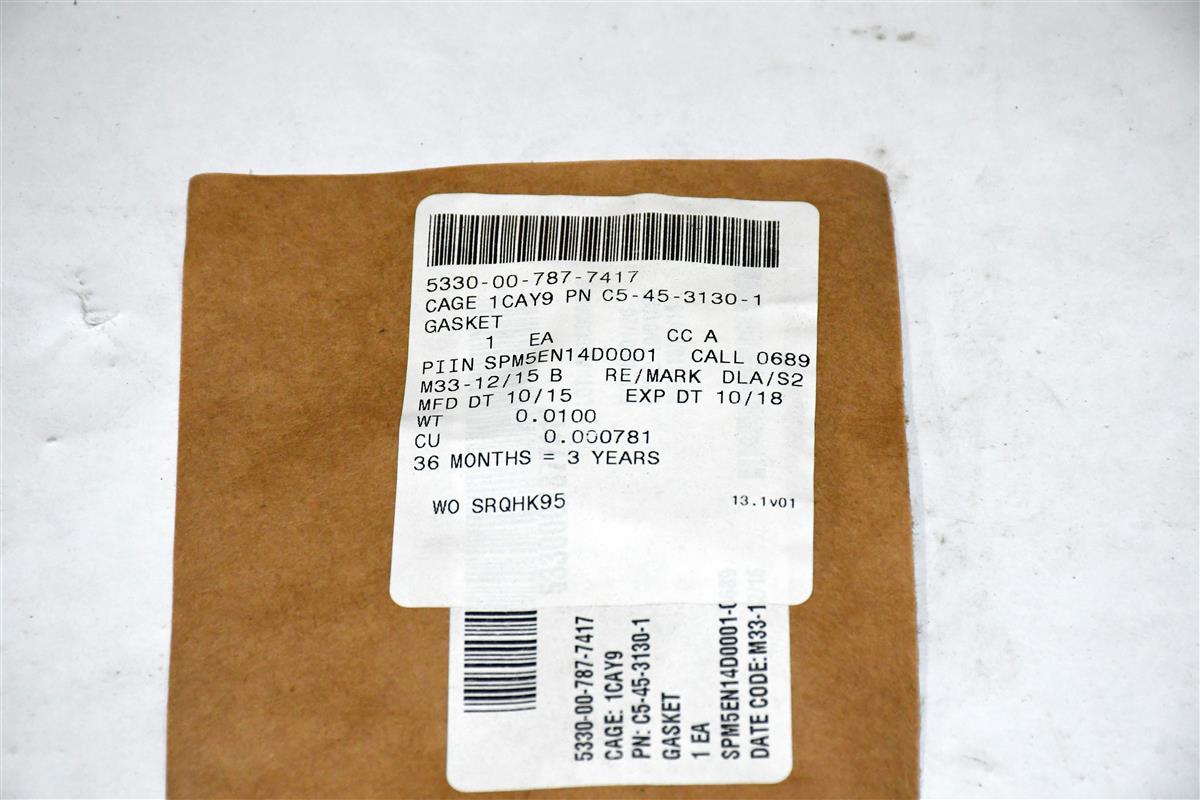 5330-00-787-7417
CAGE 1CAY9 PN C5-45-3130-1
GASKET
1 EA CC A
PIIN SPM5EN14D0001 CALL 0689
M33-12/15 B RE/MARK DLA/S2
MFD DT 10/15 EXP DT 10/18
WT 0.0100
CU 0.000781
36 MONTHS = 3 YEARS
WO SRQHK95 13.1v01
5330-00-787-7417
CAGE: 1CAY9
PN: C5-45-3130-1
GASKET
1 EA
SPM5EN14D0001-0689
DATE CODE: